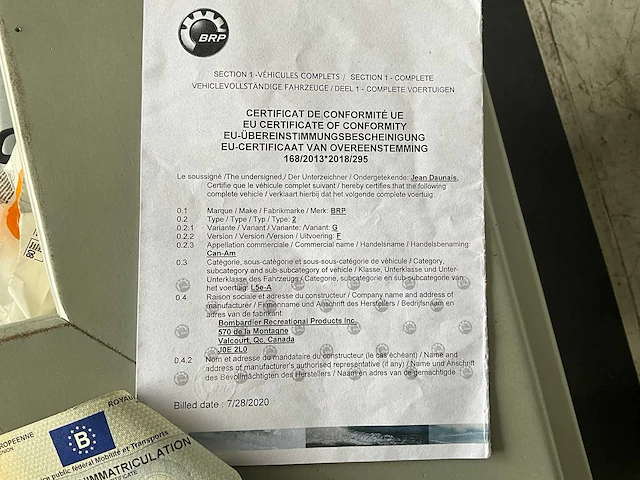 BRP
SECTION 1 -VÉHICULES COMPLETS / SECTION 1 - COMPLETE
VEHICLEVOLLSTÄNDIGE FAHRZEUGE / DEEL 1 - COMPLETE VOERTUIGEN
CERTIFICAT DE CONFORMITÉ UE
EU CERTIFICATE OF CONFORMITY
EU-ÜBEREINSTIMMUNGSBESCHEINIGUNG
EU-CERTIFICAAT VAN OVEREENSTEMMING
168/2013*2018/295
Le soussigné /The undersigned,/ Der Unterzeichner / Ondergetekende: Jean Daunais,
Certifie que le véhicule complet suivant / hereby certifies that the following
complete vehicle / verklaart hierbij dat het volgende complete voertuig:
0.1 Marque / Make / Fabrikmarke / Merk: BRP
0.2 Type / Type / Typ / Type: 2
0.2.1 Variante / Variant / Variante: /Variant: G
0.2.2 Version / Version /Version / Uitvoering: F
0.2.3 Appellation commerciale / Commercial name / Handelsname / Handelsbenaming:
Can-Am
0.3 Catégorie, sous-catégorie et sous-sous-catégorie de véhicule / Category,
subcategory and sub-subcategory of vehicle / Klasse, Unterklasse und Unter-
Unterklasse des Fahrzeugs / Categorie, subcategorie en sub-subcategorie van
het voertuig: L5e-A
0.4 Raison sociale et adresse du constructeur / Company name and address of
manufacturer / Firmenname und Anschrift des Herstellers / Bedrijfsnaam en
adres van de fabrikant:
Bombardier Recreational Products Inc.
570 de la Montagne
Valcourt, Qc, Canada
J0E 2L0
0.4.2 Nom et adresse du mandataire du constructeur (le cas échéant) / Name and
address of manufacturer's authorised representative (if any) / Name und Anschrift
des Bevollmächtigten des Herstellers / Naam en adres van de gemachtigde
Billed date : 7/28/2020
ROYAU
ROPEENNE
UNION
B
ice public fédéral Mobilité et Transports
IMMATRICULATION
CERTIFICATE